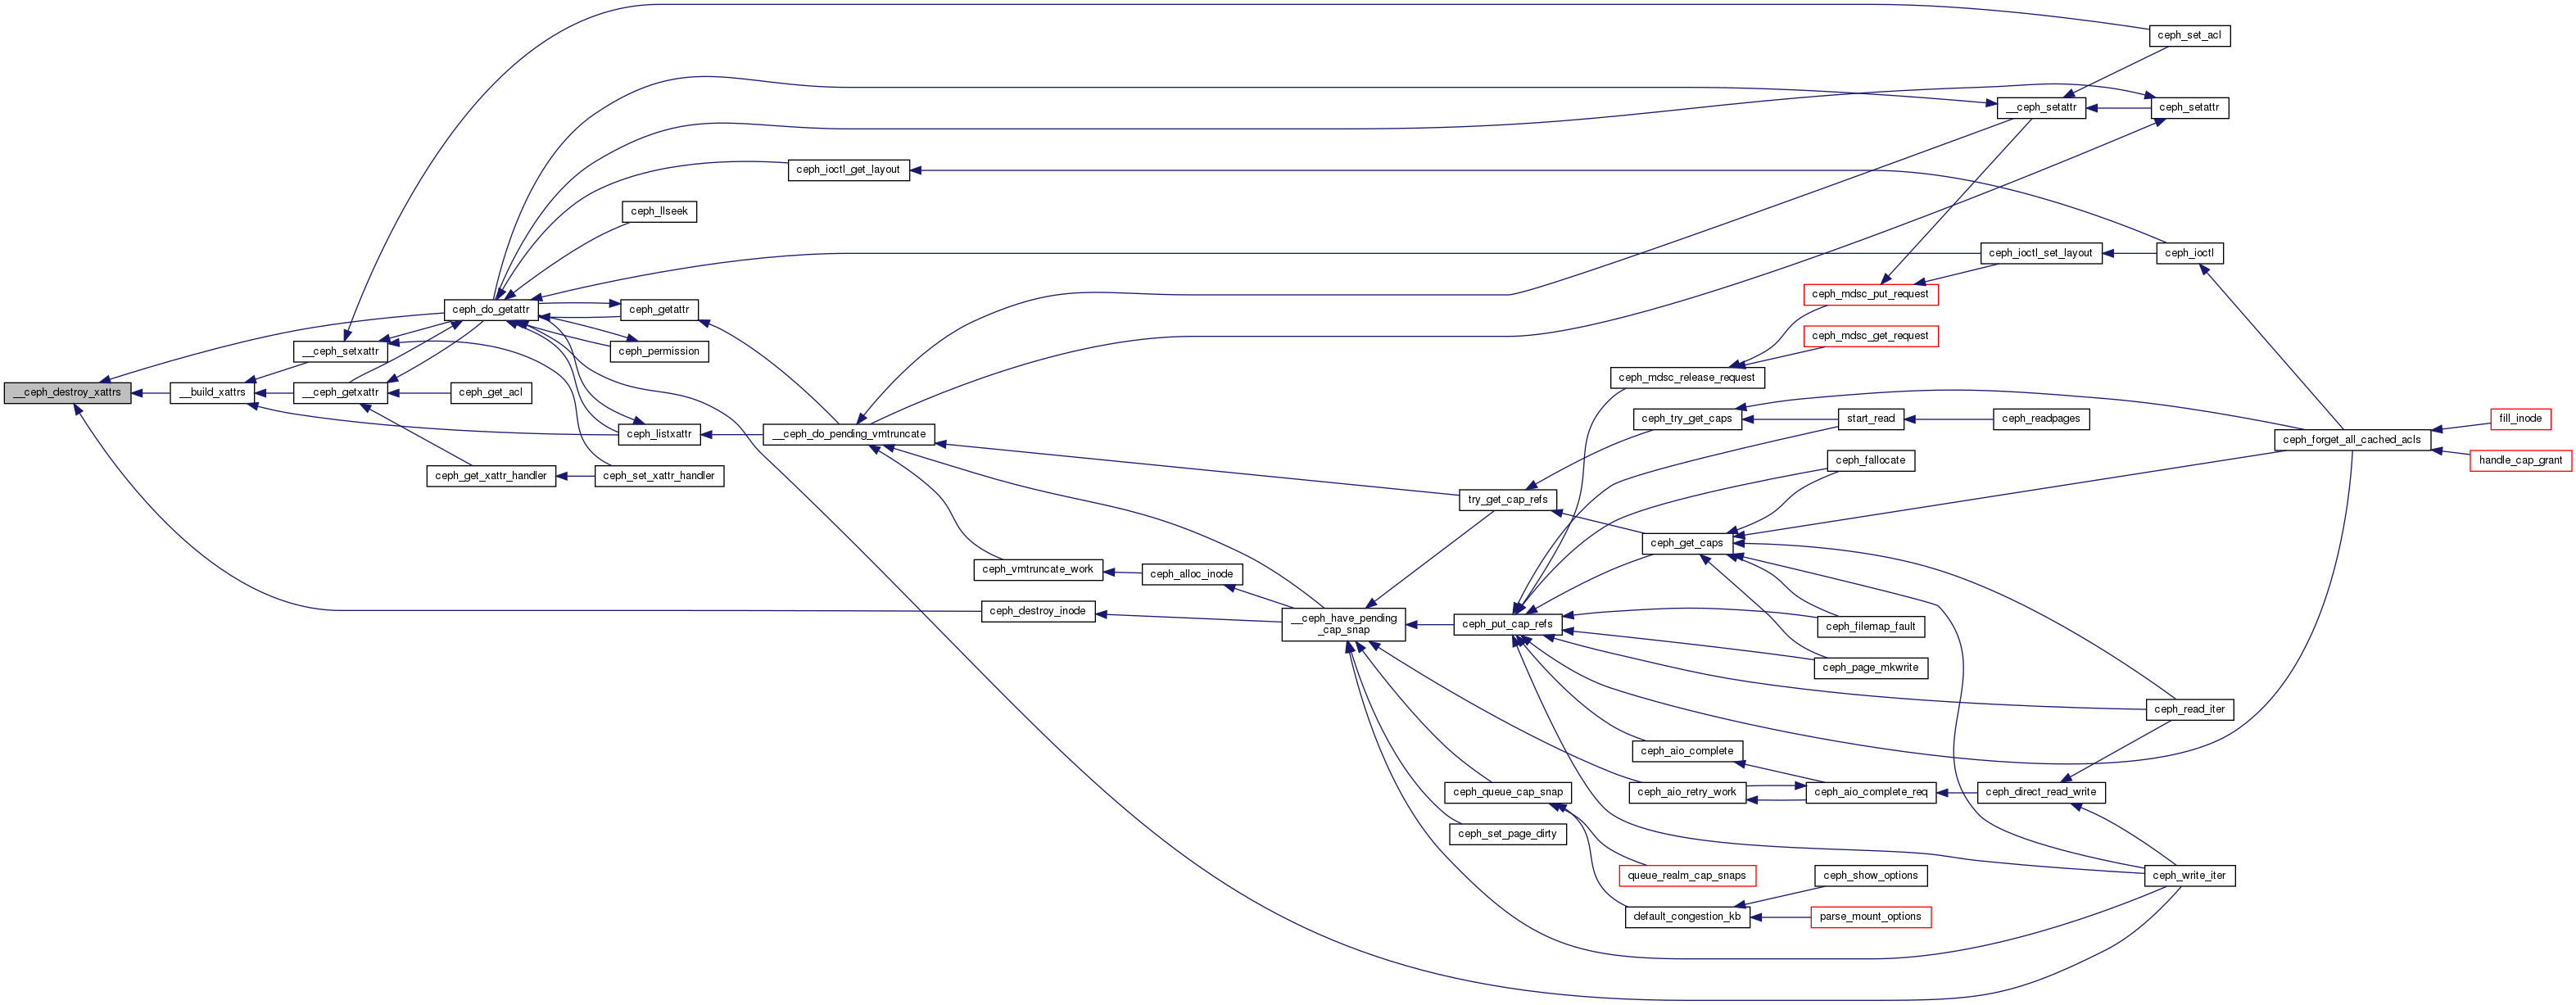 ceph_set_acl
__ceph_setattr
ceph_setattr
ceph_ioctl_get_layout
ceph_llseek
ceph_ioctl_set_layout
ceph_ioctl
ceph_mdsc_put_request
ceph_do_getattr
ceph_getattr
ceph_mdsc_get_request
__ceph_setxattr
ceph_permission
ceph_mdsc_release_request
__ceph_destroy_xattrs
__build_xattrs
__ceph_getxattr
ceph_get_acl
ceph_try_get_caps
start_read
ceph_readpages
fill_inode
ceph_listxattr
__ceph_do_pending_vmtruncate
ceph_forget_all_cached_acls
ceph_fallocate
handle_cap_grant
ceph_get_xattr_handler
ceph_set_xattr_handler
try_get_cap_refs
ceph_get_caps
ceph_vmtruncate_work
ceph_alloc_inode
ceph_destroy_inode
__ceph_have_pending
_cap_snap
ceph_put_cap_refs
ceph_filemap_fault
ceph_page_mkwrite
ceph_read_iter
ceph_aio_complete
ceph_queue_cap_snap
ceph_aio_retry_work
ceph_aio_complete_req
ceph_direct_read_write
ceph_set_page_dirty
queue_realm_cap_snaps
ceph_show_options
ceph_write_iter
default_congestion_kb
parse_mount_options